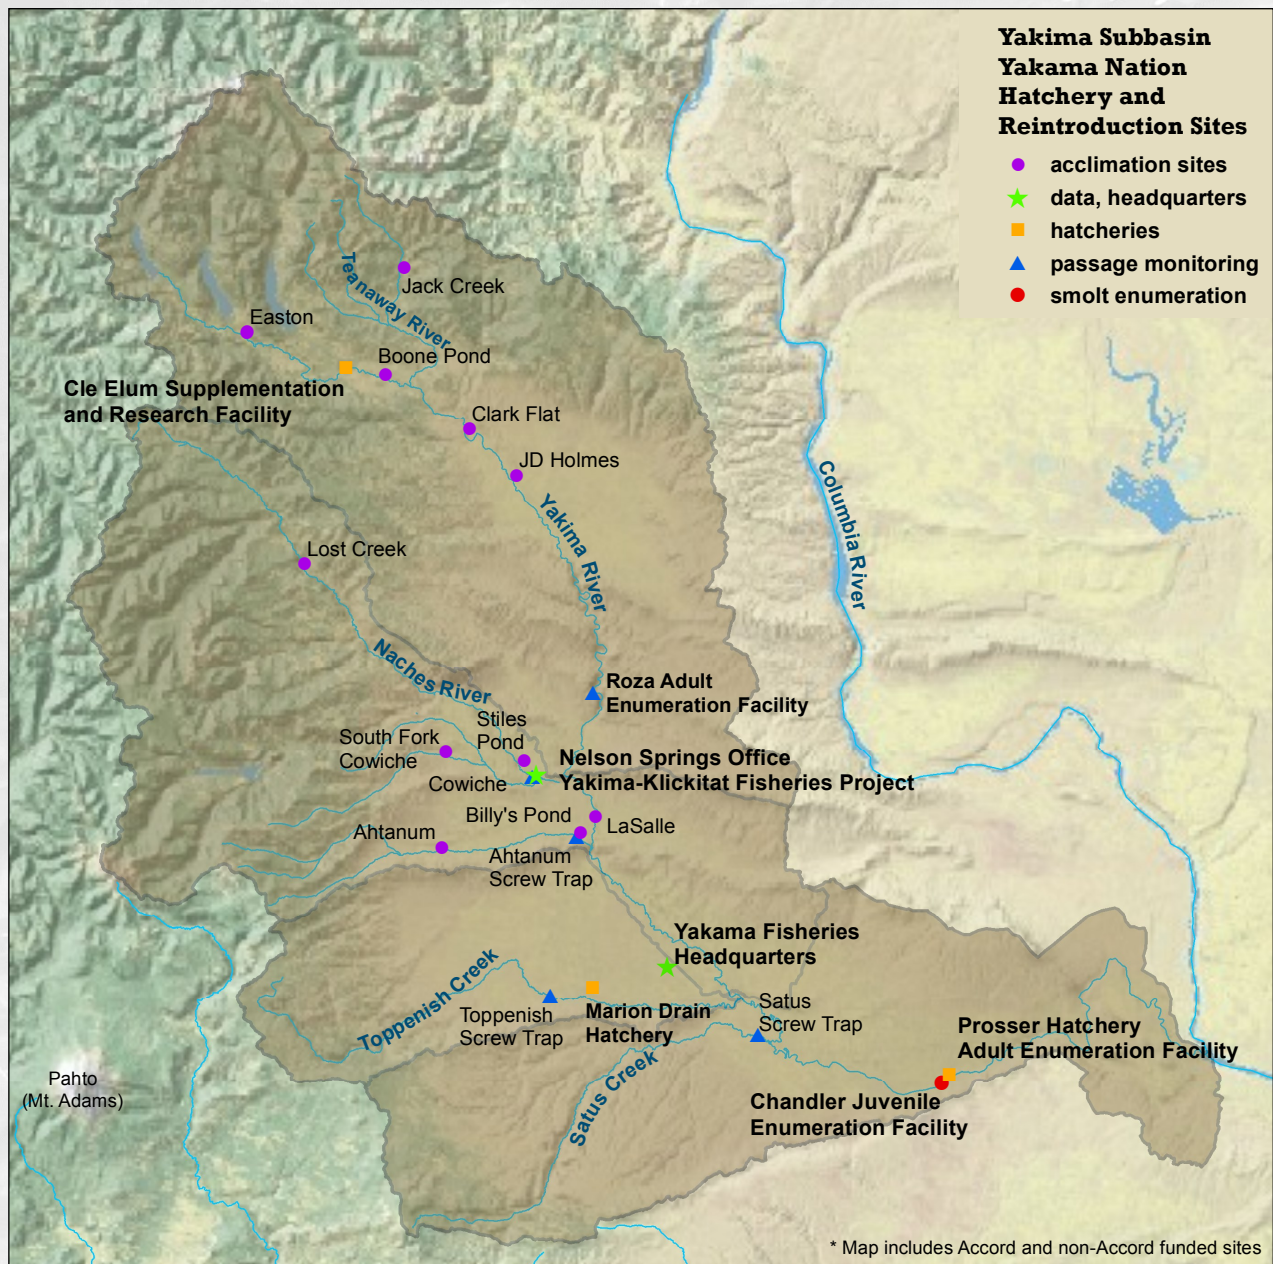 Yakima Subbasin
Yakama Nation
Hatchery and
Reintroduction Sites
acclimation sites
data, headquarters
hatcheries
passage monitoring
smolt enumeration
Jack Creek
Teanaway River
Easton
Boone Pond
Cle Elum Supplementation
and Research Facility
Clark Flat
JD Holmes
Yakima River
Columbia River
Lost Creek
Naches River
Roza Adult
Enumeration Facility
Stiles
Pond
South Fork
Cowiche
Nelson Springs Office
Yakima-Klickitat Fisheries Project
Cowiche
Billy's Pond
LaSalle
Ahtanum
Ahtanum
Screw Trap
Yakama Fisheries
Headquarters
Toppenish Creek
Toppenish
Screw Trap
Marion Drain
Hatchery
Satus
Screw Trap
Prosser Hatchery
Adult Enumeration Facility
Satus Creek
Pahto
(Mt. Adams)
Chandler Juvenile
Enumeration Facility
* Map includes Accord and non-Accord funded sites